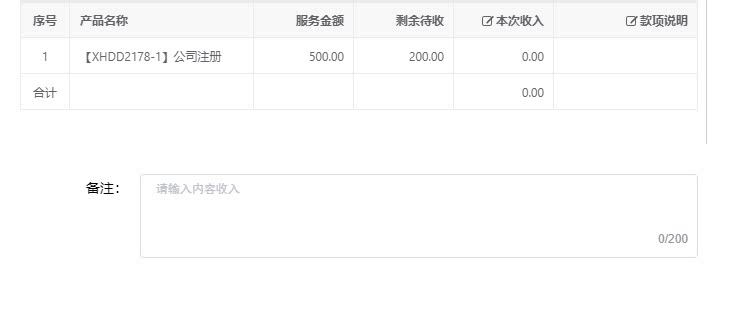 序号 产品名称 服务金额 剩余待收 本次收入 款项说明
1 【XHDD2178-1】公司注册 500.00 200.00 0.00
合计 0.00
备注: 请输入内容收入
0/200